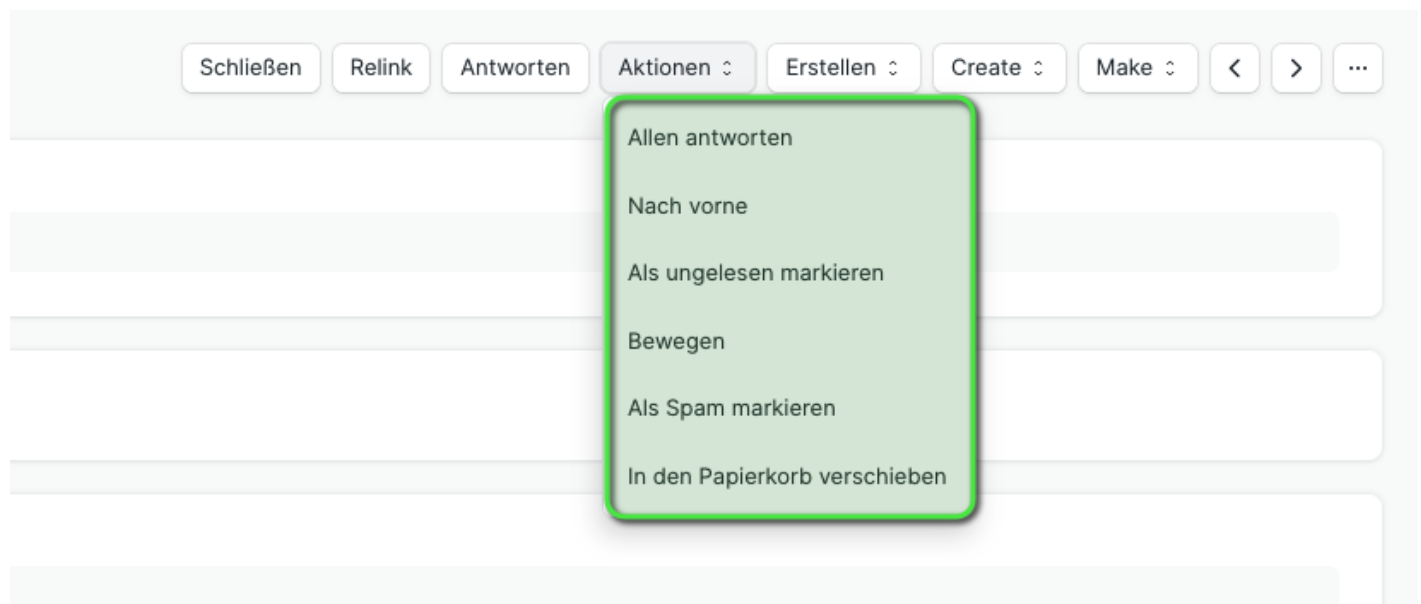 Schließen Relink Antworten Aktionen Erstellen Create Make ...
Allen antworten
Nach vorne
Als ungelesen markieren
Bewegen
Als Spam markieren
In den Papierkorb verschieben